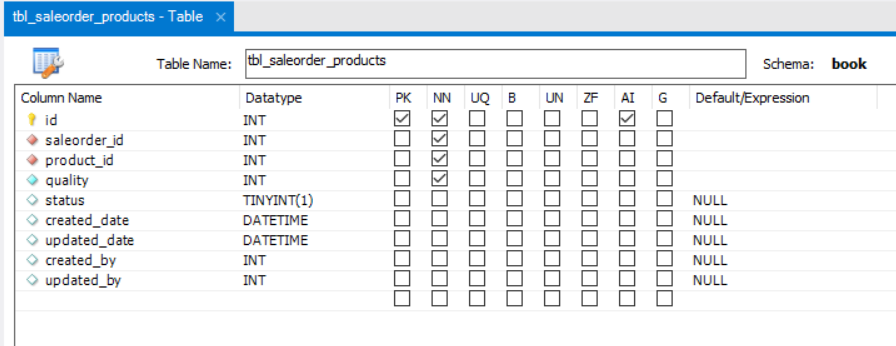 tbl_saleorder_products - Table ×
Table Name: tbl_saleorder_products Schema: book
Column Name Datatype PK NN UQ B UN ZF AI G Default/Expression
id INT
saleorder_id INT
product_id INT
quality INT
status TINYINT(1) NULL
created_date DATETIME NULL
updated_date DATETIME NULL
created_by INT NULL
updated_by INT NULL